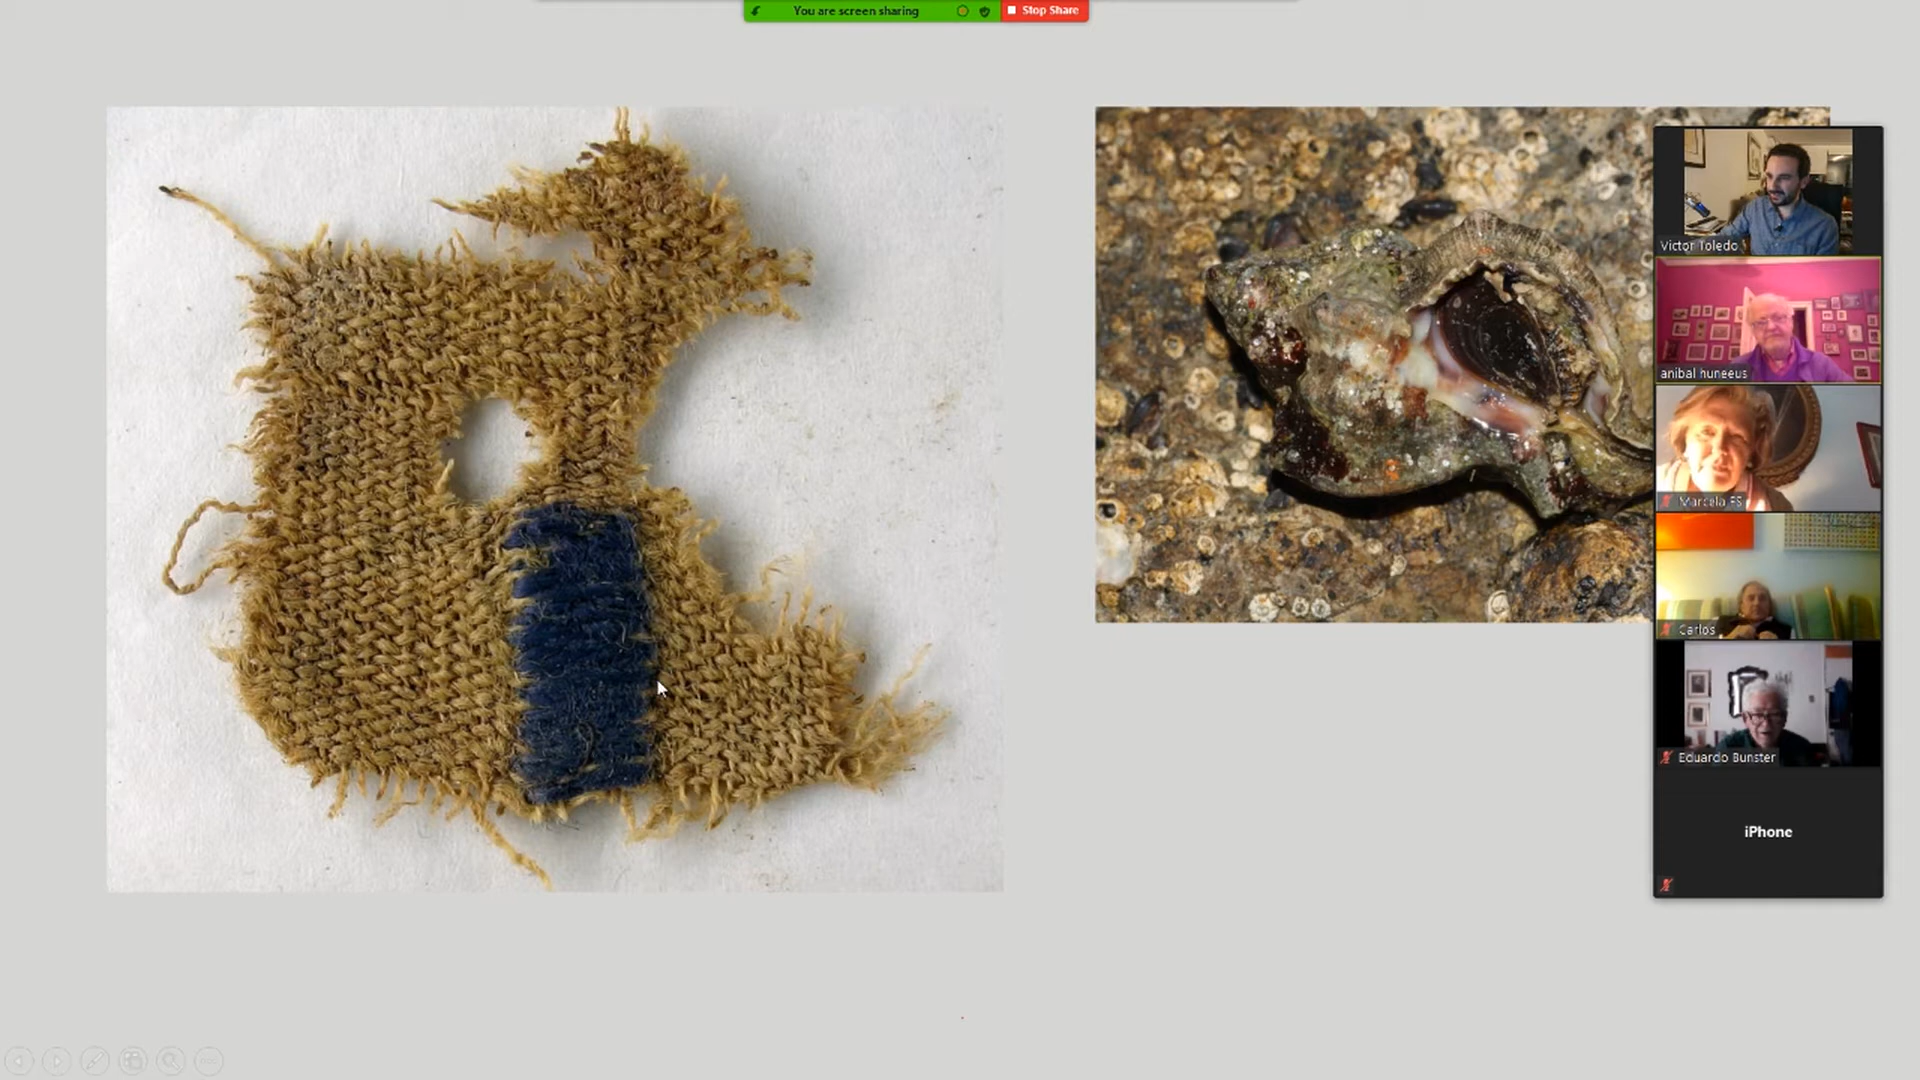 You are screen sharing
Stop Share
Victor Toledo
anibal huneeus
Marcela FS
Carlos
Eduardo Bunster
iPhone